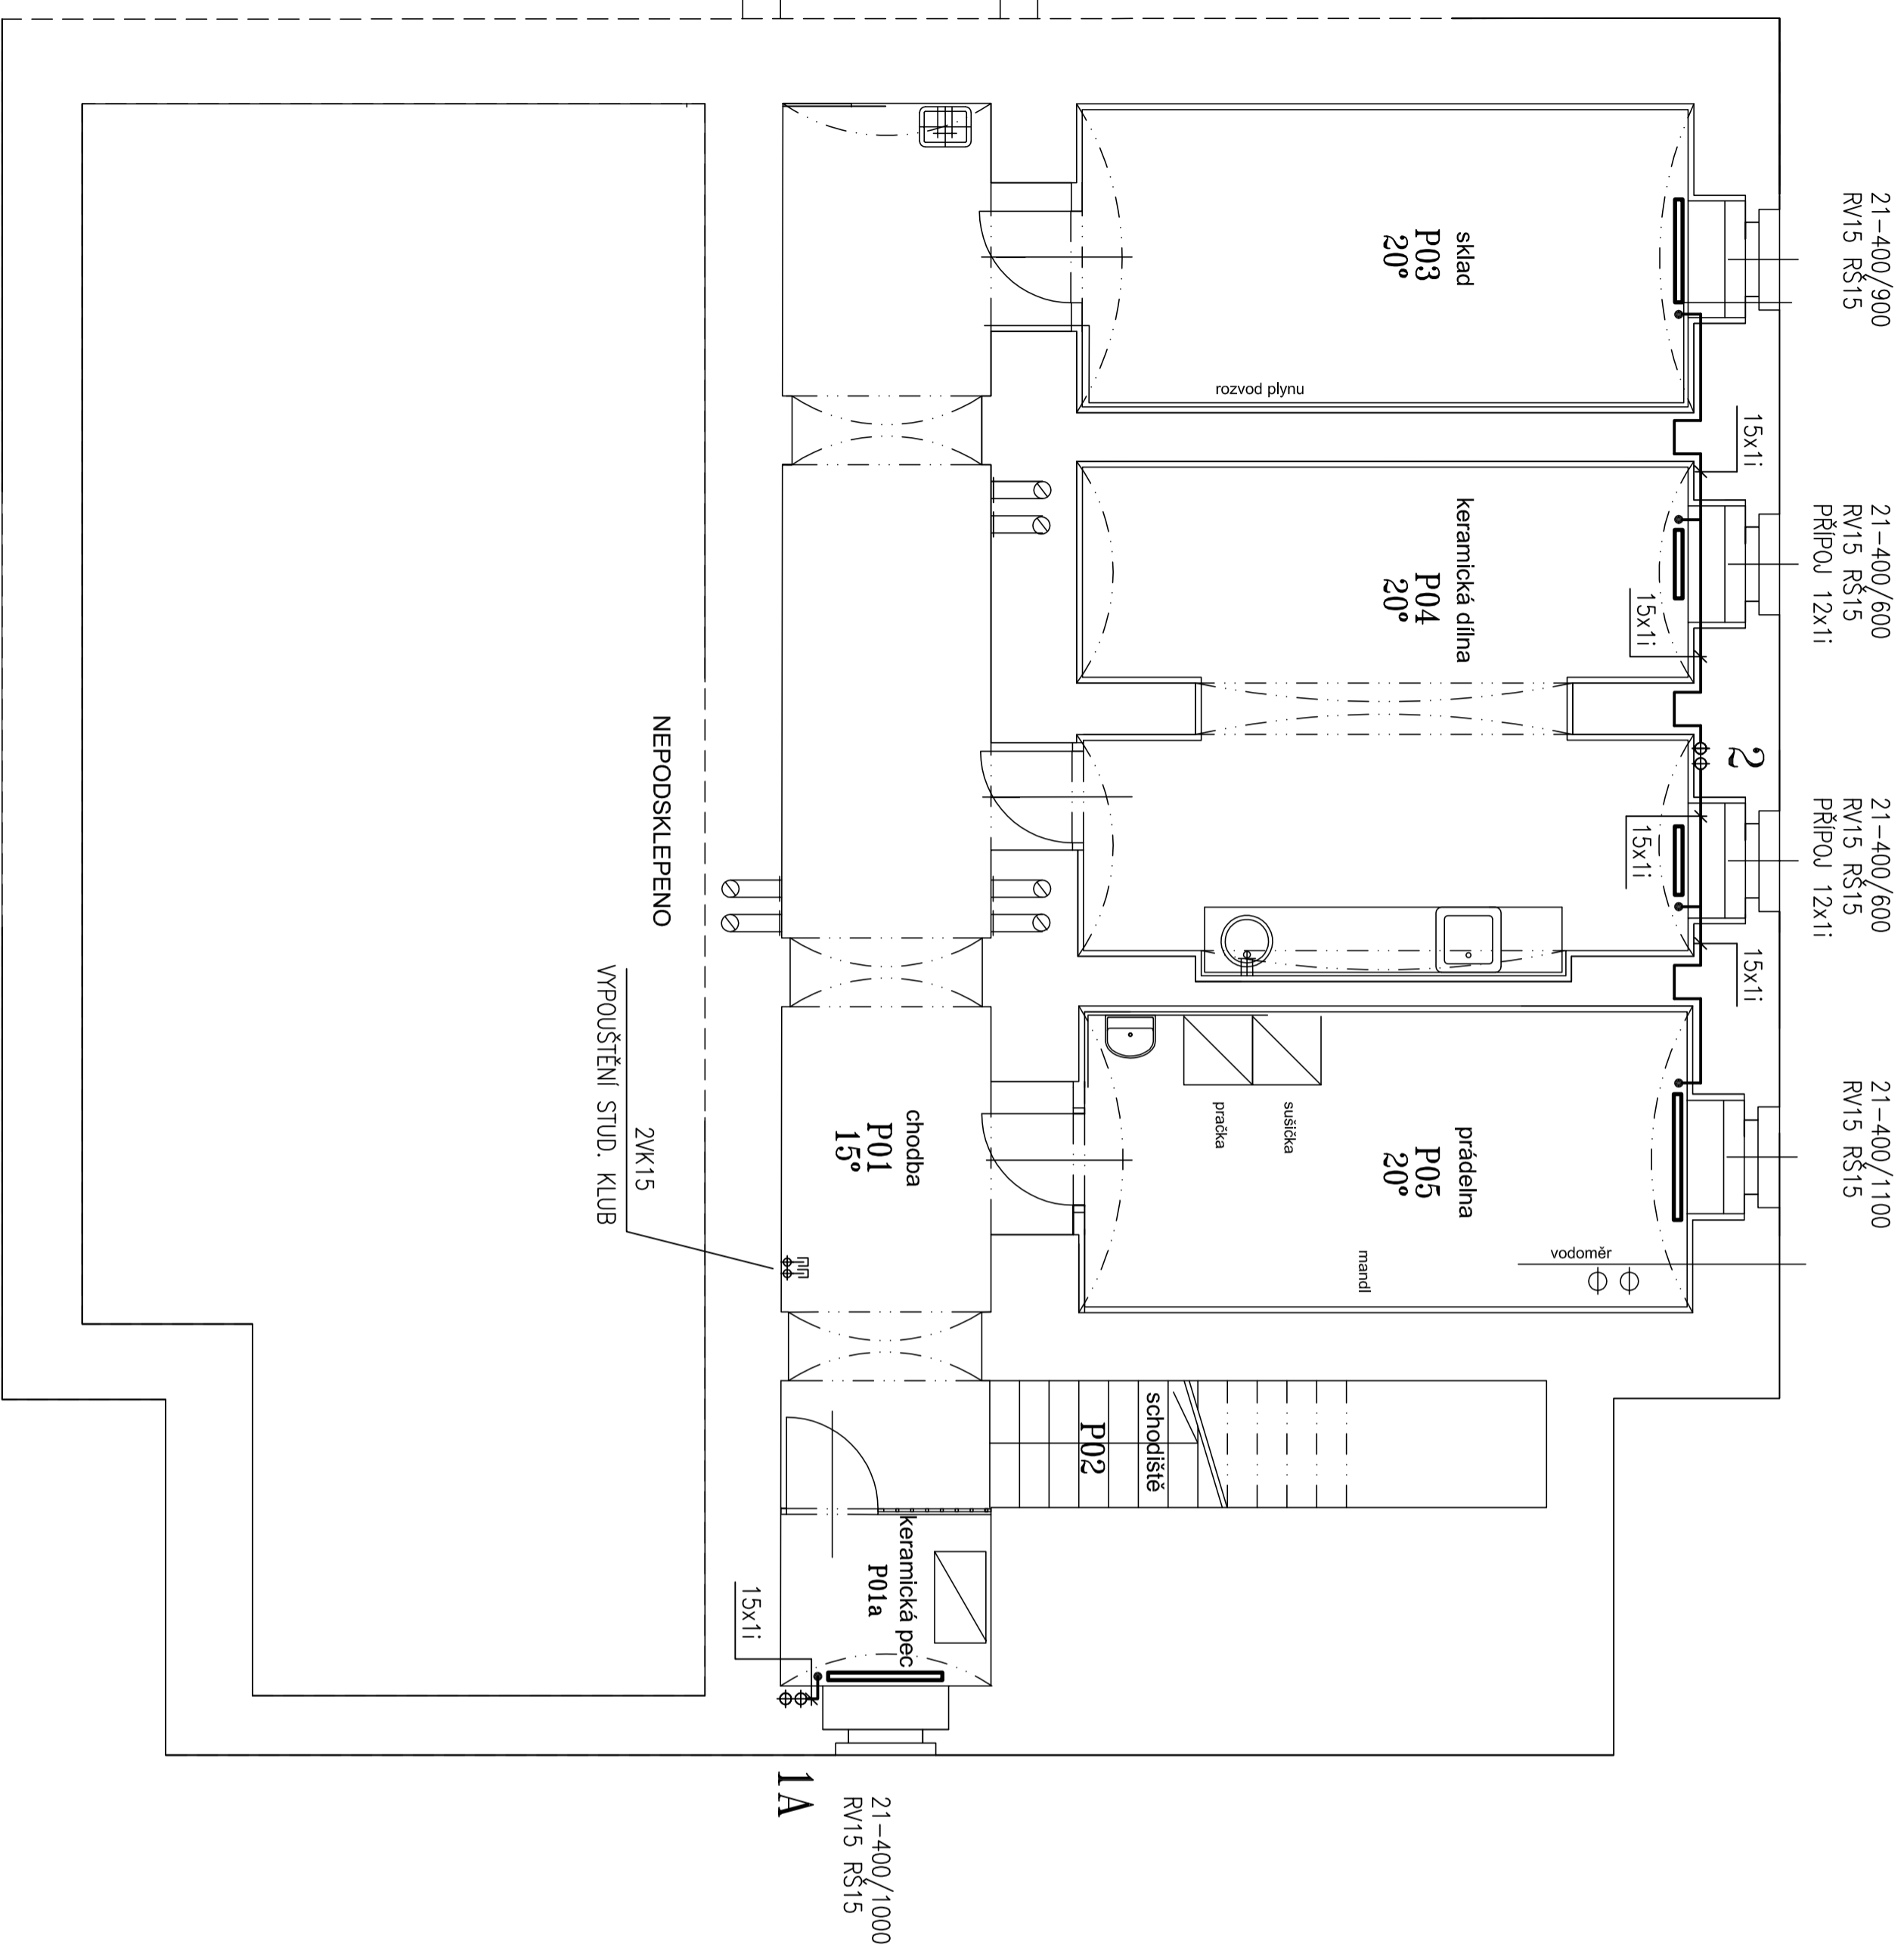 21-400/900
RV15 RŠ15
15x1i
21-400/600
RV15 RŠ15
PŘÍPOJ 12x1i
15x1i
2
21-400/600
RV15 RŠ15
PŘÍPOJ 12x1i
15x1i
15x1i
21-400/1100
RV15 RŠ15
sklad
P03
20°
rozvod plynu
keramická dílna
P04
20°
prádelna
P05
20°
sušička
pračka
mandl
vodoměr
chodba
P01
15°
schodiště
P02
keramická pec
P01a
15x1i
1A
21-400/1000
RV15 RŠ15
NEPODSKLEPENO
2VK15
VYPOUŠTĚNÍ STUD. KLUB